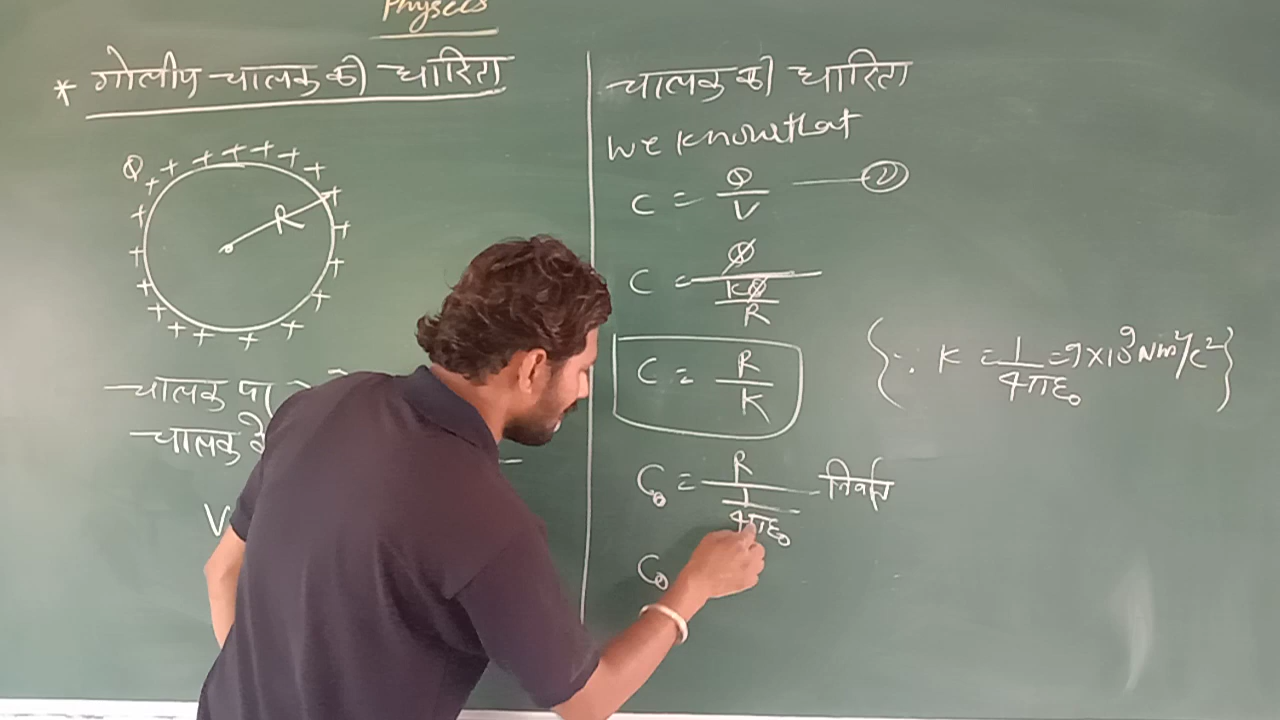 Physics
* गोलीय चालक की धारिता
Q + + + + + + + + + + + + + + + + + + +
R
चालक पा
चालक के
V
चालक की धारिता
We know that
C = Q/V —— (2)
C = Q/(KQ/R)
C = R/K
{∵ K = 1/4πε₀ = 9×10⁹ Nm²/c²}
C₀ = R/(1/4πε₀) - निर्वात
C₀